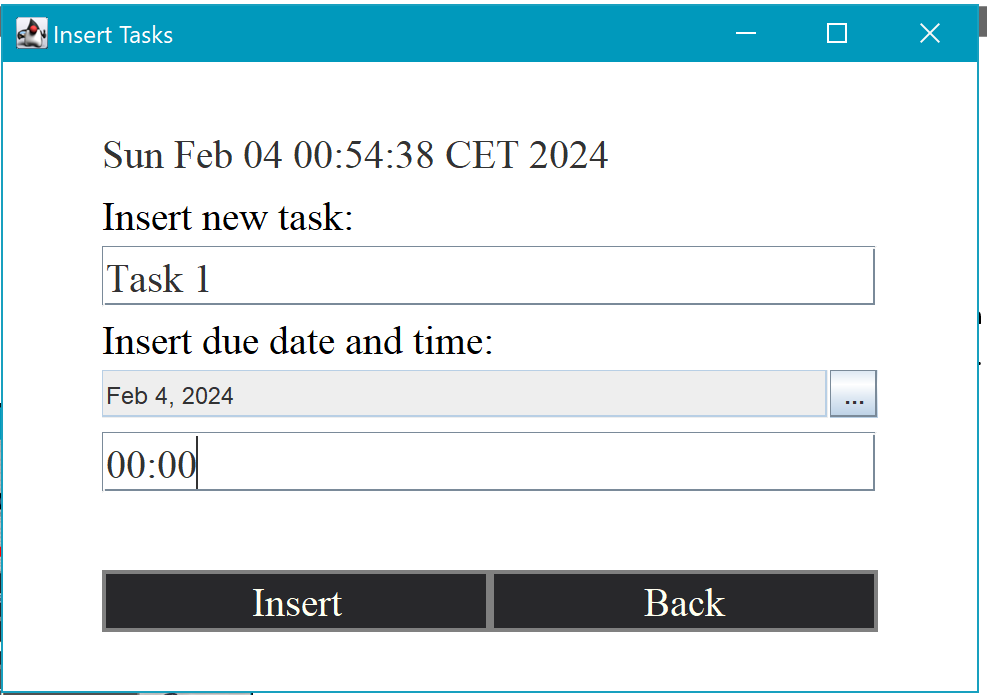 Insert Tasks
Sun Feb 04 00:54:38 CET 2024
Insert new task:
Task 1
Insert due date and time:
Feb 4, 2024
...
00:00
Insert Back